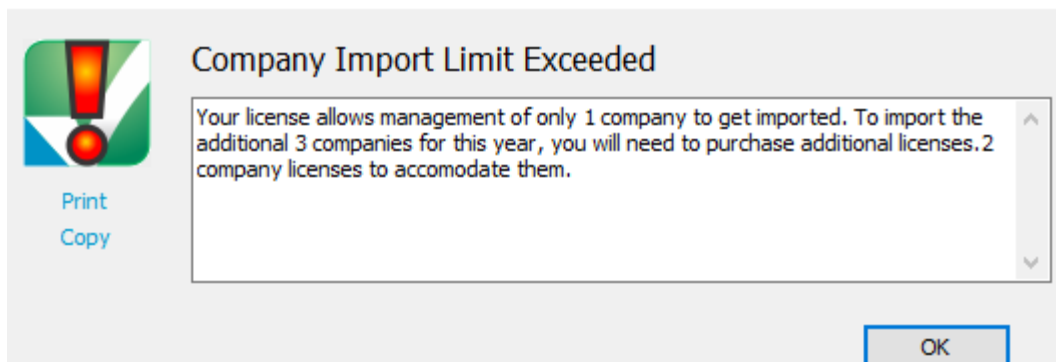 Company Import Limit Exceeded
Your license allows management of only 1 company to get imported. To import the
additional 3 companies for this year, you will need to purchase additional licenses.2
company licenses to accomodate them.
Print
Copy
OK